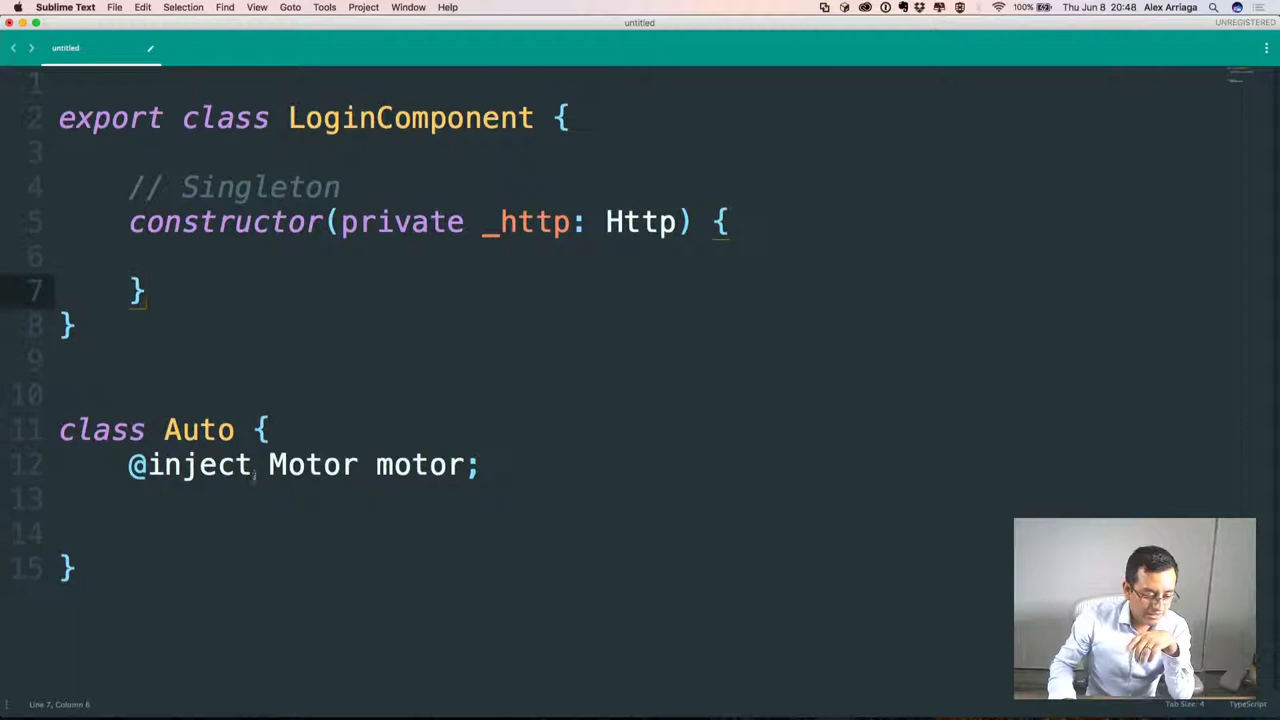 Sublime Text File Edit Selection Find View Goto Tools Project Window Help 100% Thu Jun 8 20:48 Alex Arriaga
untitled UNREGISTERED
untitled
1
2 export class LoginComponent {
3
4 // Singleton
5 constructor(private _http: Http) {
6
7 }
8 }
9
10
11 class Auto {
12 @inject Motor motor;
13
14
15 }
Line 7, Column 6 Tab Size: 4 TypeScript